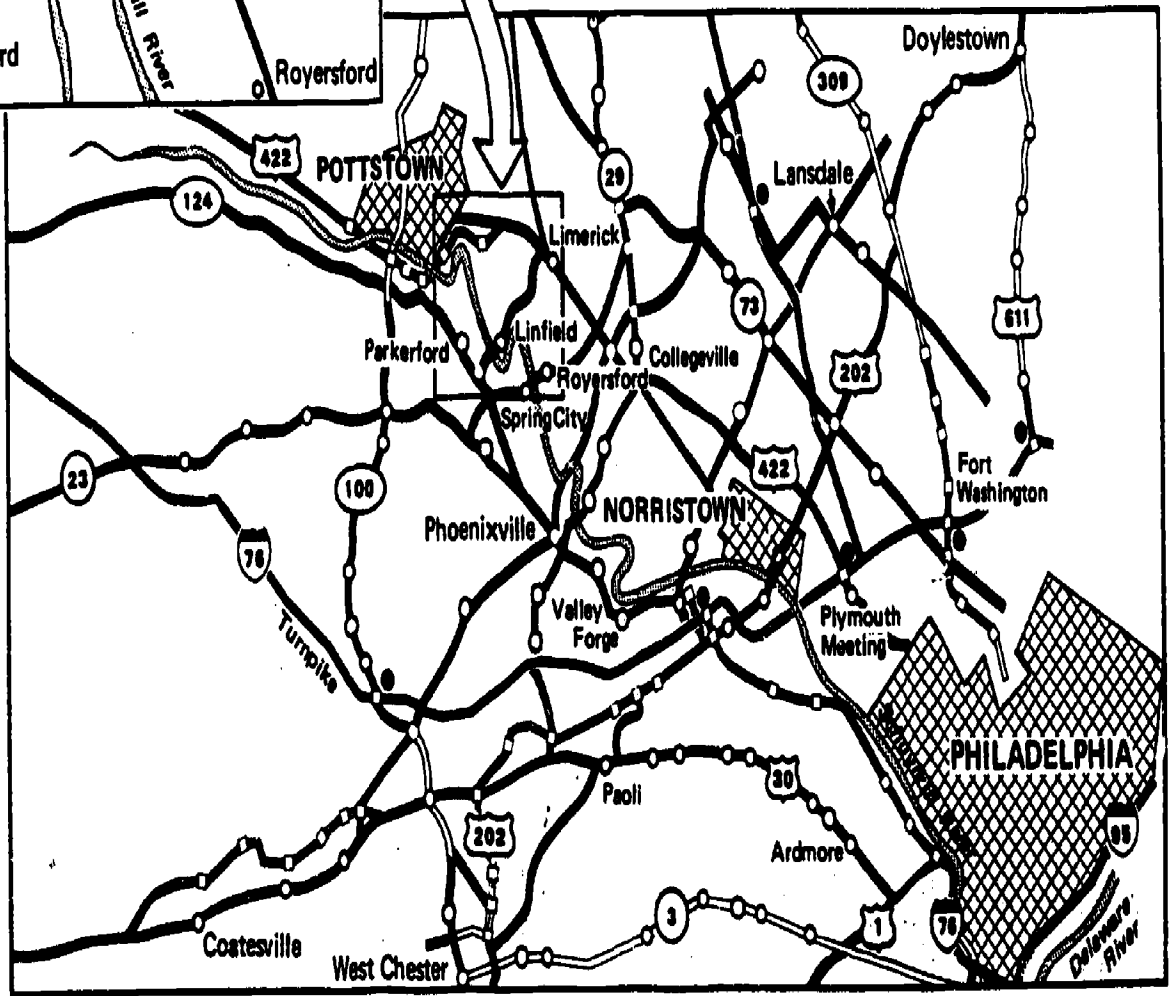 River
rd
Royersford
Doylestown
309
422
POTTSTOWN
29
Lansdale
124
Limerick
73
611
Linfield
Parkerford
Collegeville
202
Royersford
Spring City
23
100
422
Fort
Washington
NORRISTOWN
Phoenixville
76
Turnpike
Valley
Forge
Plymouth
Meeting
PHILADELPHIA
Paoli
30
202
95
Ardmore
3
1
76
Coatesville
West Chester
Delaware
River